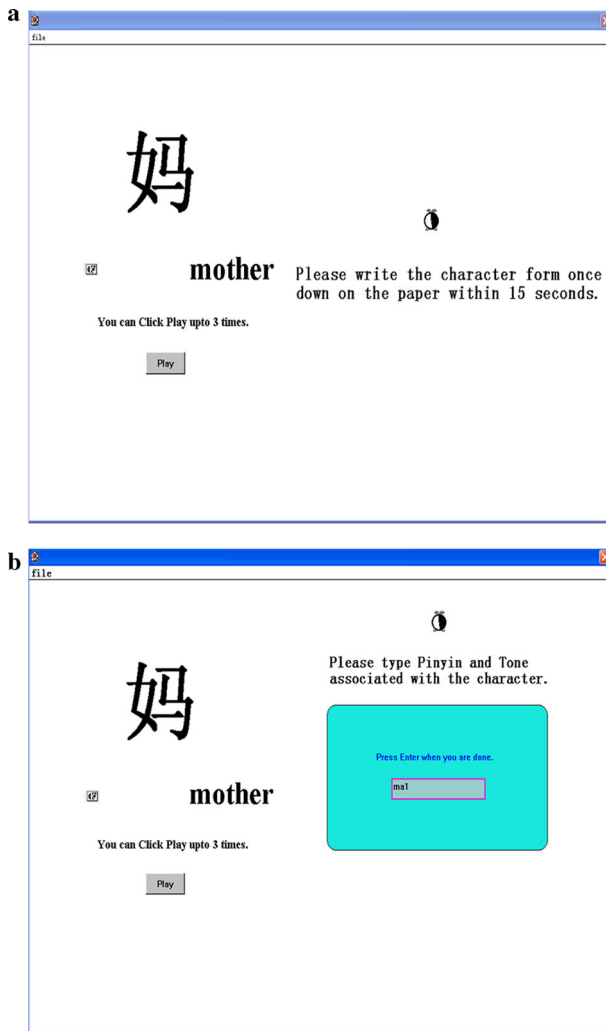 a
file
妈
mother
You can Click Play upto 3 times.
Play
Please write the character form once
down on the paper within 15 seconds.
b
file
妈
mother
You can Click Play upto 3 times.
Play
Please type Pinyin and Tone
associated with the character.
Press Enter when you are done.
ma1